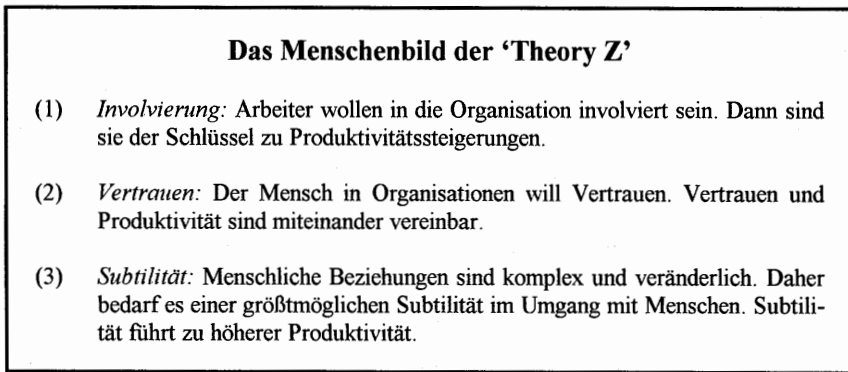 Das Menschenbild der ‘Theory Z’
(1) Involvierung: Arbeiter wollen in die Organisation involviert sein. Dann sind
sie der Schlüssel zu Produktivitätssteigerungen.
(2) Vertrauen: Der Mensch in Organisationen will Vertrauen. Vertrauen und
Produktivität sind miteinander vereinbar.
(3) Subtilität: Menschliche Beziehungen sind komplex und veränderlich. Daher
bedarf es einer größtmöglichen Subtilität im Umgang mit Menschen. Subtili-
tät führt zu höherer Produktivität.